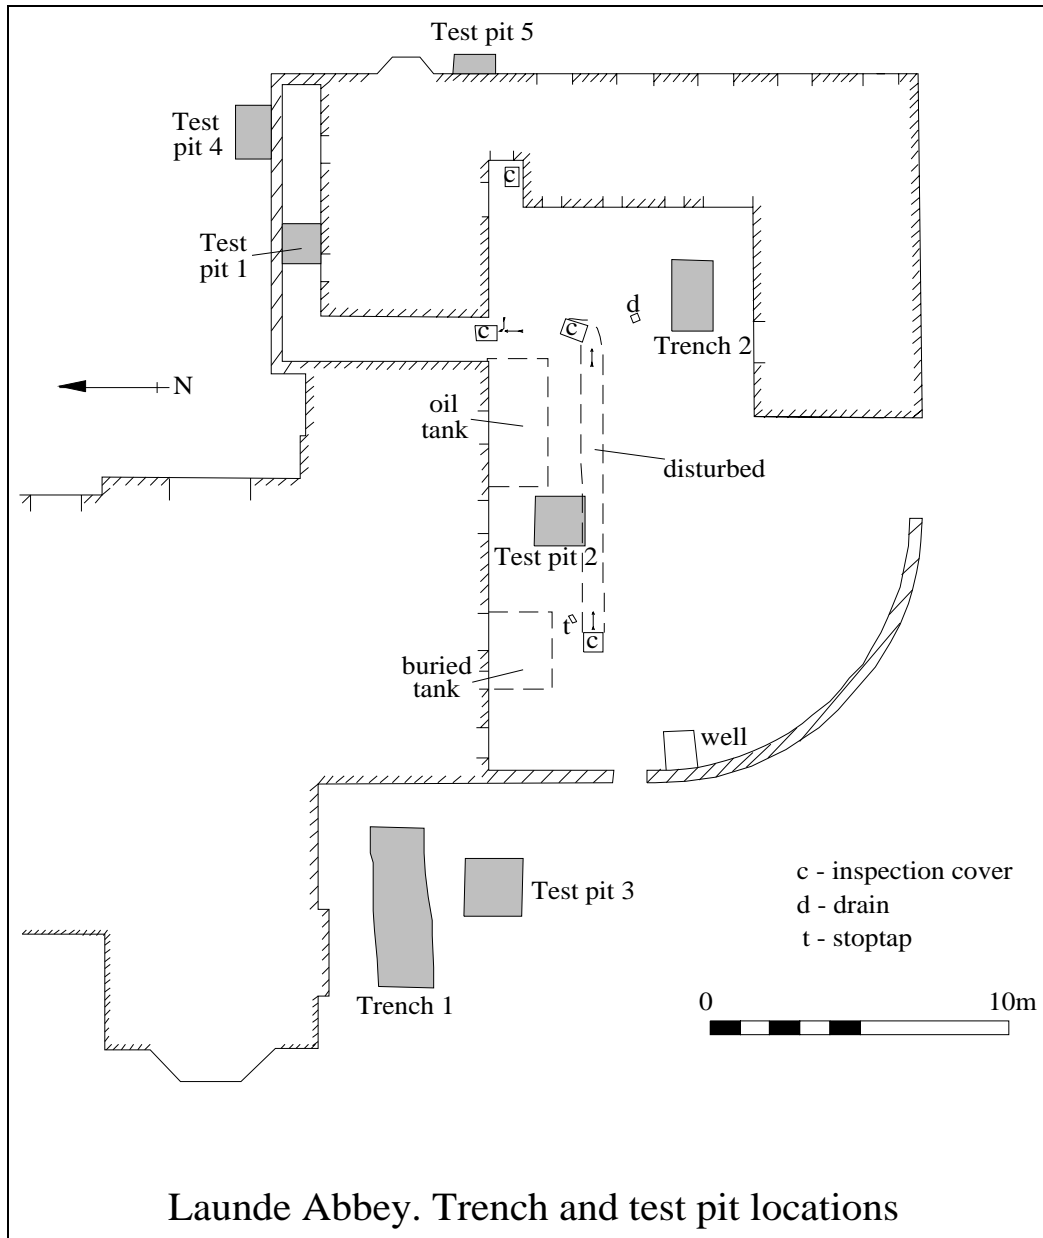 Test pit 5
Test
pit 4
c
Test
pit 1
d
c
c
Trench 2
N
oil
tank
disturbed
Test pit 2
t
c
buried
tank
well
c - inspection cover
Test pit 3
d - drain
t - stoptap
Trench 1
0
10m
Launde Abbey. Trench and test pit locations